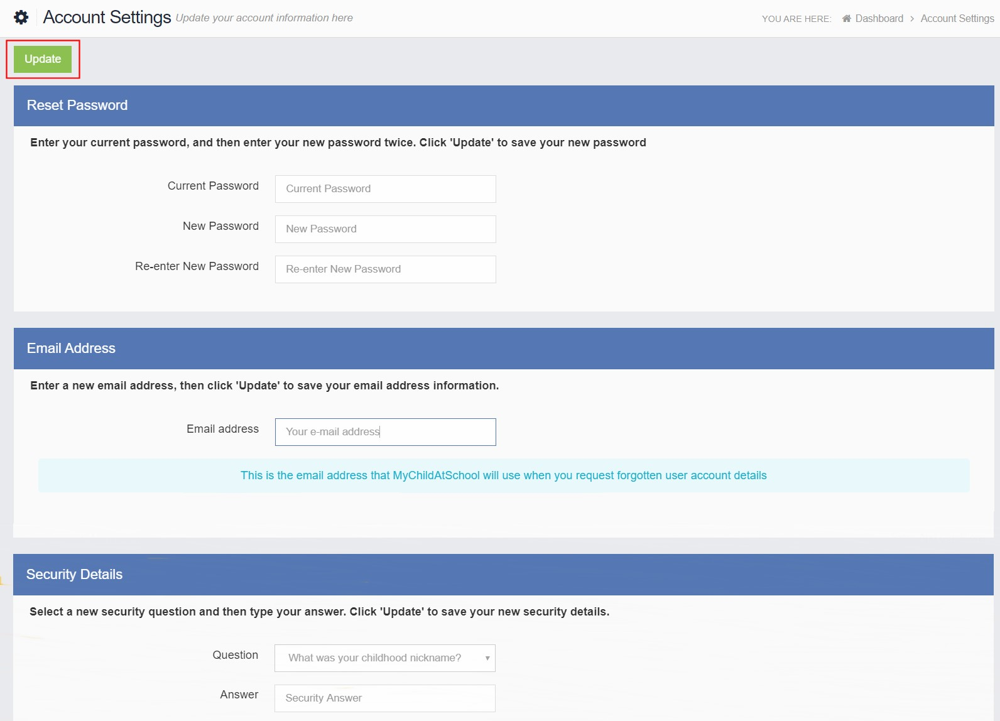 Account Settings Update your account information here
YOU ARE HERE: Dashboard > Account Settings
Update
Reset Password
Enter your current password, and then enter your new password twice. Click 'Update' to save your new password
Current Password Current Password
New Password New Password
Re-enter New Password Re-enter New Password
Email Address
Enter a new email address, then click 'Update' to save your email address information.
Email address Your e-mail address
This is the email address that MyChildAtSchool will use when you request forgotten user account details
Security Details
Select a new security question and then type your answer. Click 'Update' to save your new security details.
Question What was your childhood nickname?
Answer Security Answer